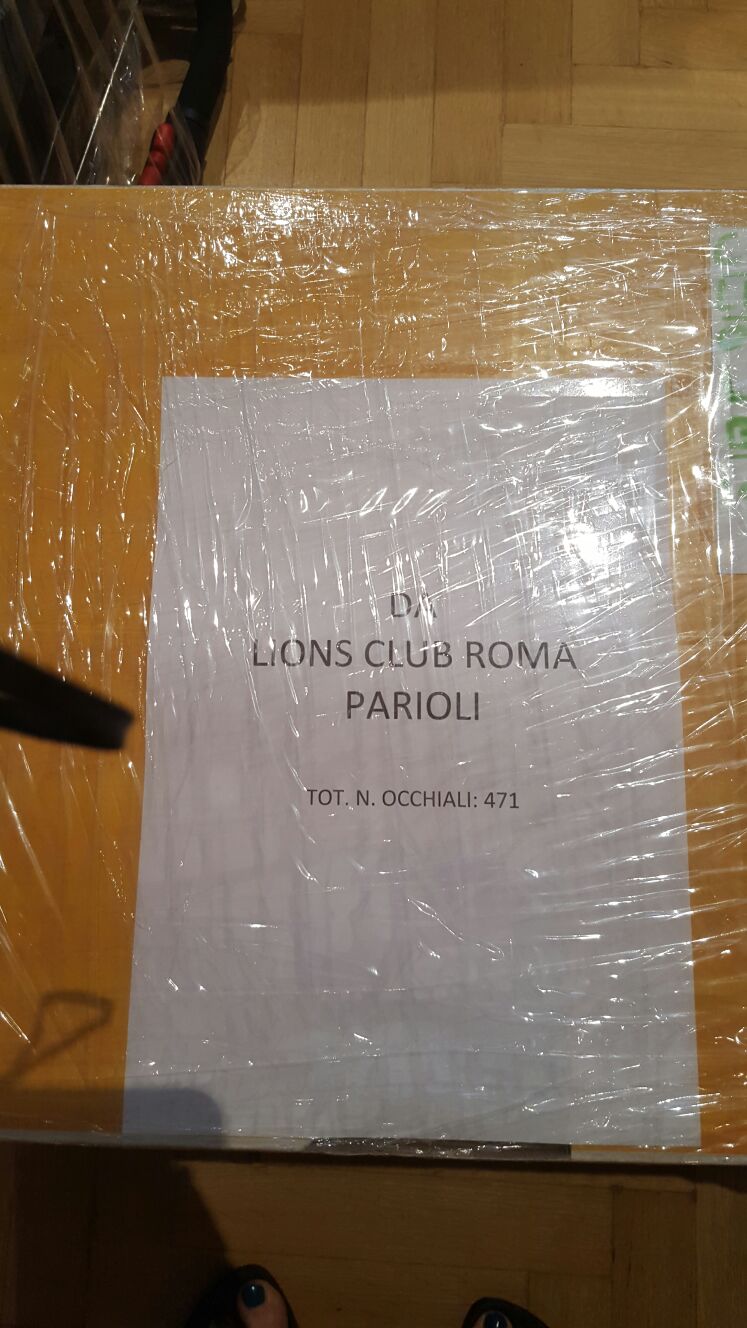 DA
LIONS CLUB ROMA
PARIOLI
TOT. N. OCCHIALI: 471